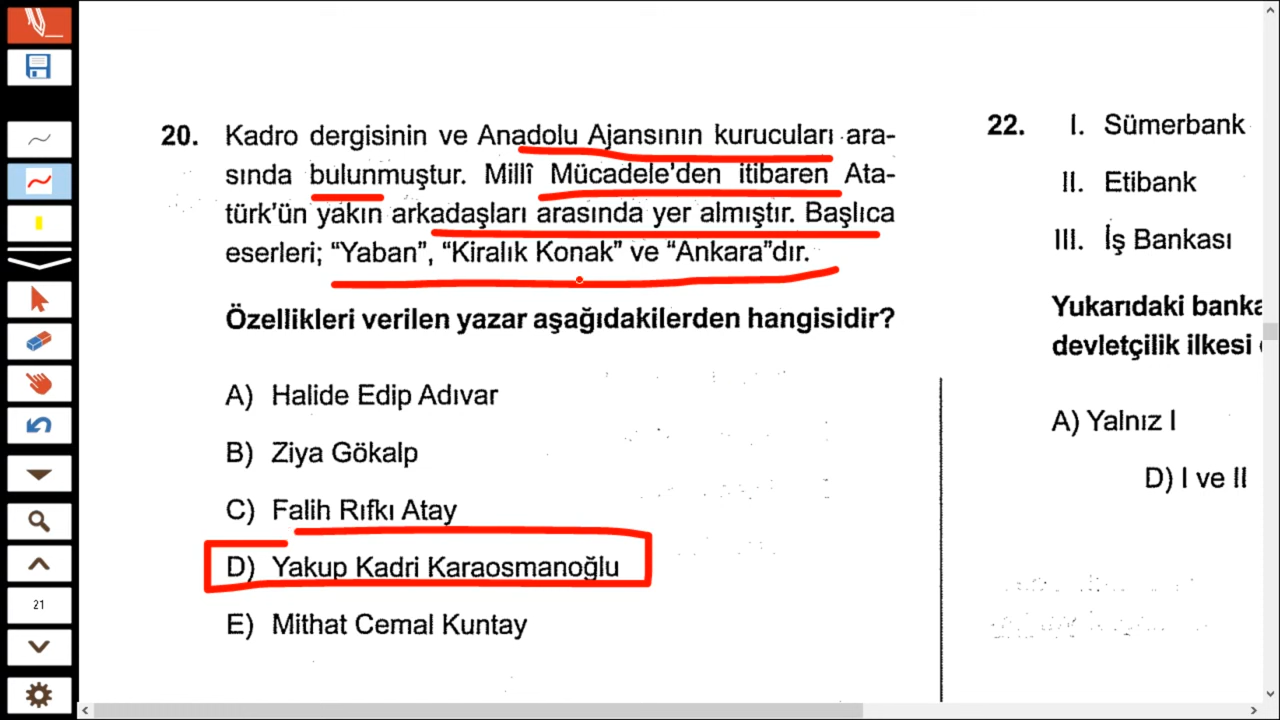 20. Kadro dergisinin ve Anadolu Ajansının kurucuları ara-
sında bulunmuştur. Millî Mücadele’den itibaren Ata-
türk’ün yakın arkadaşları arasında yer almıştır. Başlıca
eserleri; “Yaban”, “Kiralık Konak” ve “Ankara”dır.
Özellikleri verilen yazar aşağıdakilerden hangisidir?
A) Halide Edip Adıvar
B) Ziya Gökalp
C) Falih Rıfkı Atay
D) Yakup Kadri Karaosmanoğlu
E) Mithat Cemal Kuntay
22. I. Sümerbank
II. Etibank
III. İş Bankası
Yukarıdaki banka
devletçilik ilkesi
A) Yalnız I
D) I ve II
21